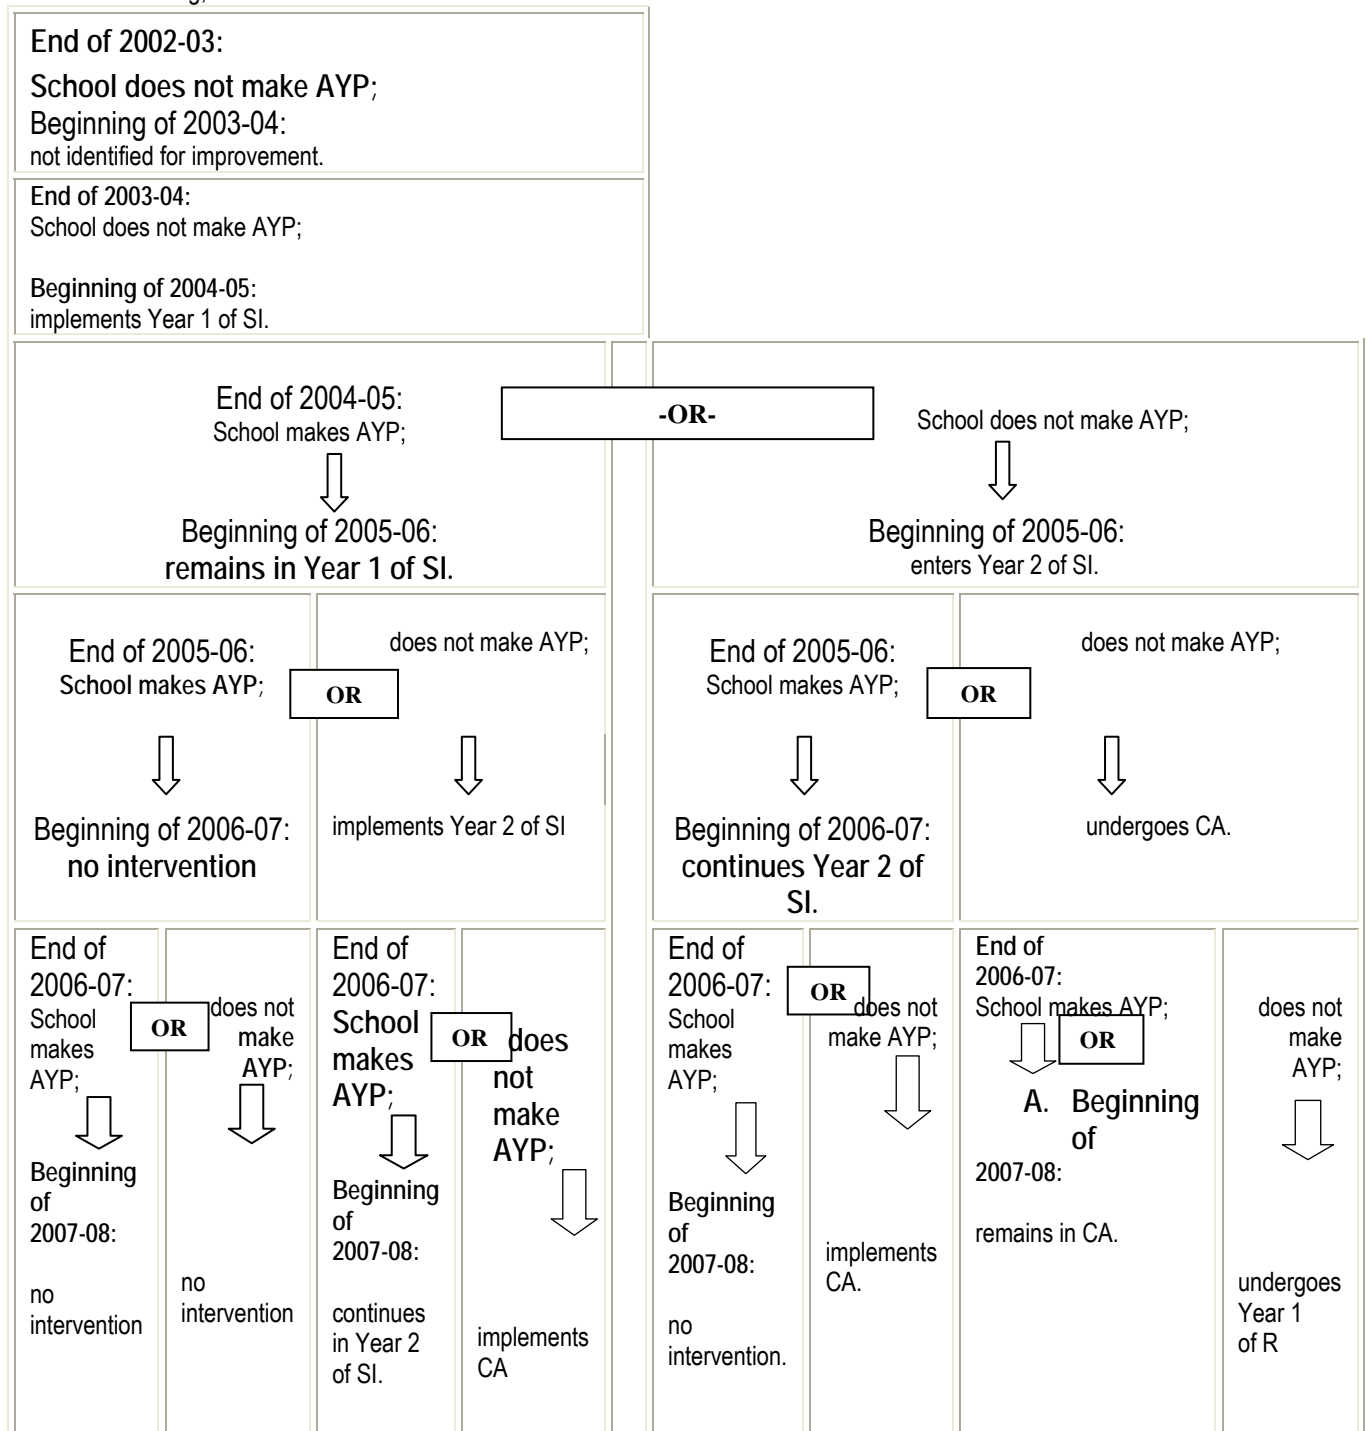 End of 2002-03:
School does not make AYP;
Beginning of 2003-04:
not identified for improvement.
End of 2003-04:
School does not make AYP;
Beginning of 2004-05:
implements Year 1 of SI.
End of 2004-05:
School makes AYP;
Beginning of 2005-06:
remains in Year 1 of SI.
-OR-
School does not make AYP;
Beginning of 2005-06:
enters Year 2 of SI.
End of 2005-06:
School makes AYP;
Beginning of 2006-07:
no intervention
OR
does not make AYP;
implements Year 2 of SI
End of 2005-06:
School makes AYP;
Beginning of 2006-07:
continues Year 2 of
SI.
OR
does not make AYP;
undergoes CA.
End of
2006-07:
School
makes
AYP;
Beginning
of
2007-08:
no
intervention
OR
does not
make
AYP;
no
intervention
End of
2006-07:
School
makes
AYP;
Beginning
of
2007-08:
continues
in Year 2
of SI.
OR
does
not
make
AYP;
implements
CA
End of
2006-07:
School
makes
AYP;
Beginning
of
2007-08:
no
intervention.
OR
does not
make AYP;
implements
CA.
End of
2006-07:
School makes AYP;
OR
A. Beginning
of
2007-08:
remains in CA.
does not
make
AYP;
undergoes
Year 1
of R